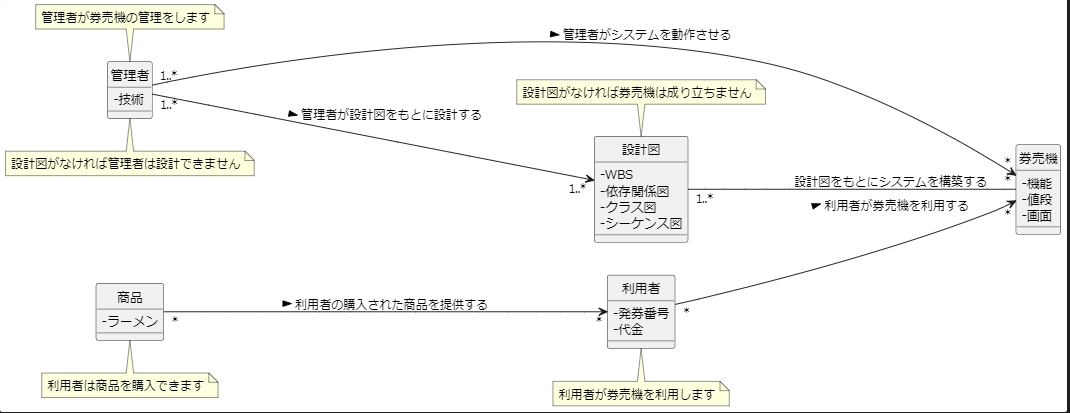 管理者が券売機の管理をします
管理者
-技術
1..*
1..*
設計図がなければ管理者は設計できません
管理者がシステムを動作させる
管理者が設計図をもとに設計する
設計図がなければ券売機は成り立ちません
設計図
-WBS
-依存関係図
-クラス図
-シーケンス図
1..*
1..*
設計図をもとにシステムを構築する
利用者が券売機を利用する
*
*
*
券売機
-機能
-値段
-画面
商品
-ラーメン
*
利用者は商品を購入できます
利用者の購入された商品を提供する
*
利用者
-発券番号
-代金
*
利用者が券売機を利用します